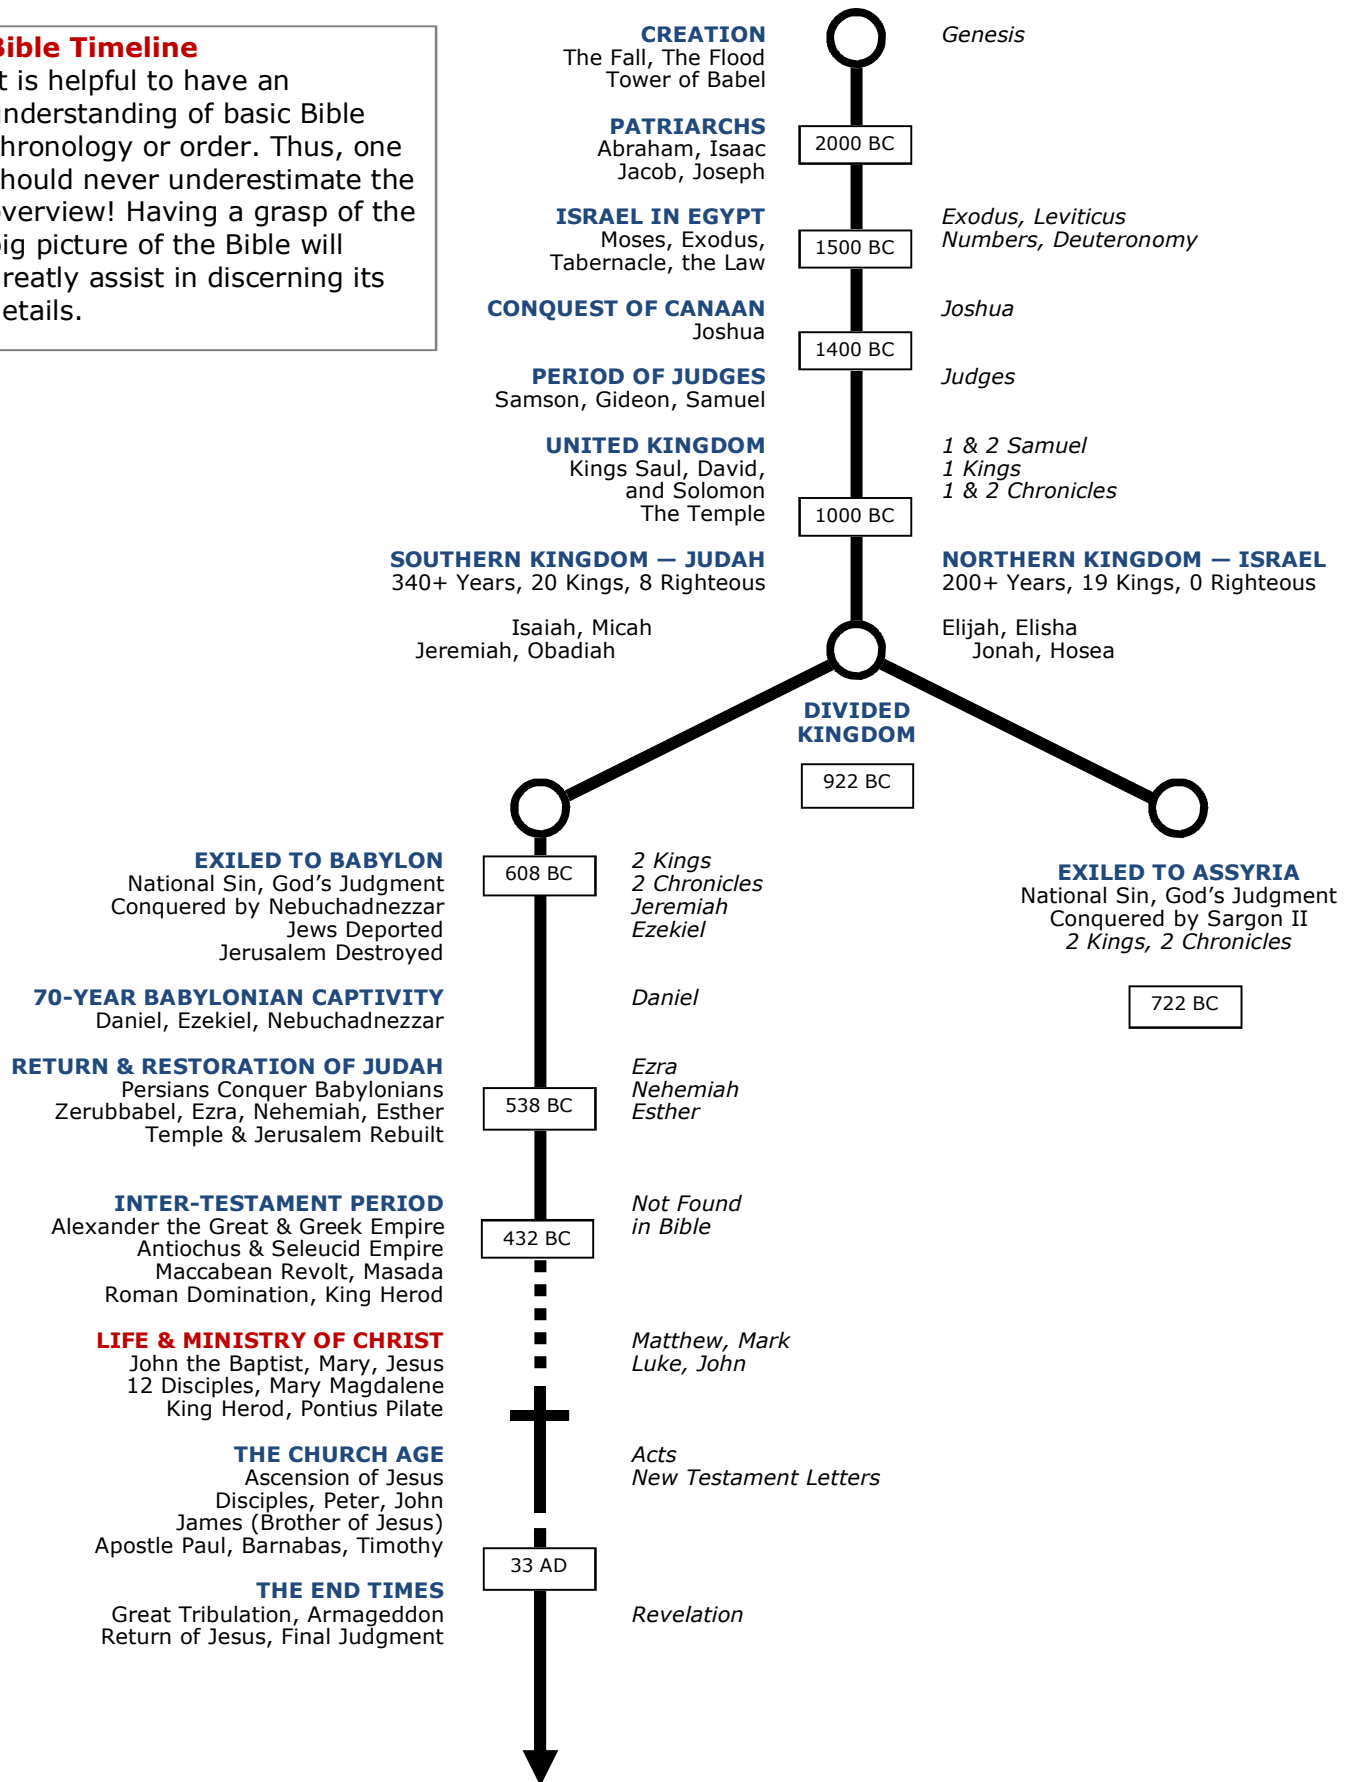 Bible Timeline
t is helpful to have an
understanding of basic Bible
chronology or order. Thus, one
should never underestimate the
overview! Having a grasp of the
big picture of the Bible will
greatly assist in discerning its
details.
CREATION
The Fall, The Flood
Tower of Babel
Genesis
PATRIARCHS
Abraham, Isaac
Jacob, Joseph
2000 BC
ISRAEL IN EGYPT
Moses, Exodus,
Tabernacle, the Law
1500 BC
Exodus, Leviticus
Numbers, Deuteronomy
CONQUEST OF CANAAN
Joshua
Joshua
1400 BC
PERIOD OF JUDGES
Samson, Gideon, Samuel
Judges
UNITED KINGDOM
Kings Saul, David,
and Solomon
The Temple
1 & 2 Samuel
1 Kings
1 & 2 Chronicles
1000 BC
SOUTHERN KINGDOM — JUDAH
340+ Years, 20 Kings, 8 Righteous
Isaiah, Micah
Jeremiah, Obadiah
NORTHERN KINGDOM — ISRAEL
200+ Years, 19 Kings, 0 Righteous
Elijah, Elisha
Jonah, Hosea
DIVIDED
KINGDOM
922 BC
EXILED TO BABYLON
National Sin, God's Judgment
Conquered by Nebuchadnezzar
Jews Deported
Jerusalem Destroyed
608 BC
2 Kings
2 Chronicles
Jeremiah
Ezekiel
EXILED TO ASSYRIA
National Sin, God's Judgment
Conquered by Sargon II
2 Kings, 2 Chronicles
722 BC
70-YEAR BABYLONIAN CAPTIVITY
Daniel, Ezekiel, Nebuchadnezzar
Daniel
RETURN & RESTORATION OF JUDAH
Persians Conquer Babylonians
Zerubbabel, Ezra, Nehemiah, Esther
Temple & Jerusalem Rebuilt
538 BC
Ezra
Nehemiah
Esther
INTER-TESTAMENT PERIOD
Alexander the Great & Greek Empire
Antiochus & Seleucid Empire
Maccabean Revolt, Masada
Roman Domination, King Herod
432 BC
Not Found
in Bible
LIFE & MINISTRY OF CHRIST
John the Baptist, Mary, Jesus
12 Disciples, Mary Magdalene
King Herod, Pontius Pilate
Matthew, Mark
Luke, John
THE CHURCH AGE
Ascension of Jesus
Disciples, Peter, John
James (Brother of Jesus)
Apostle Paul, Barnabas, Timothy
Acts
New Testament Letters
33 AD
THE END TIMES
Great Tribulation, Armageddon
Return of Jesus, Final Judgment
Revelation